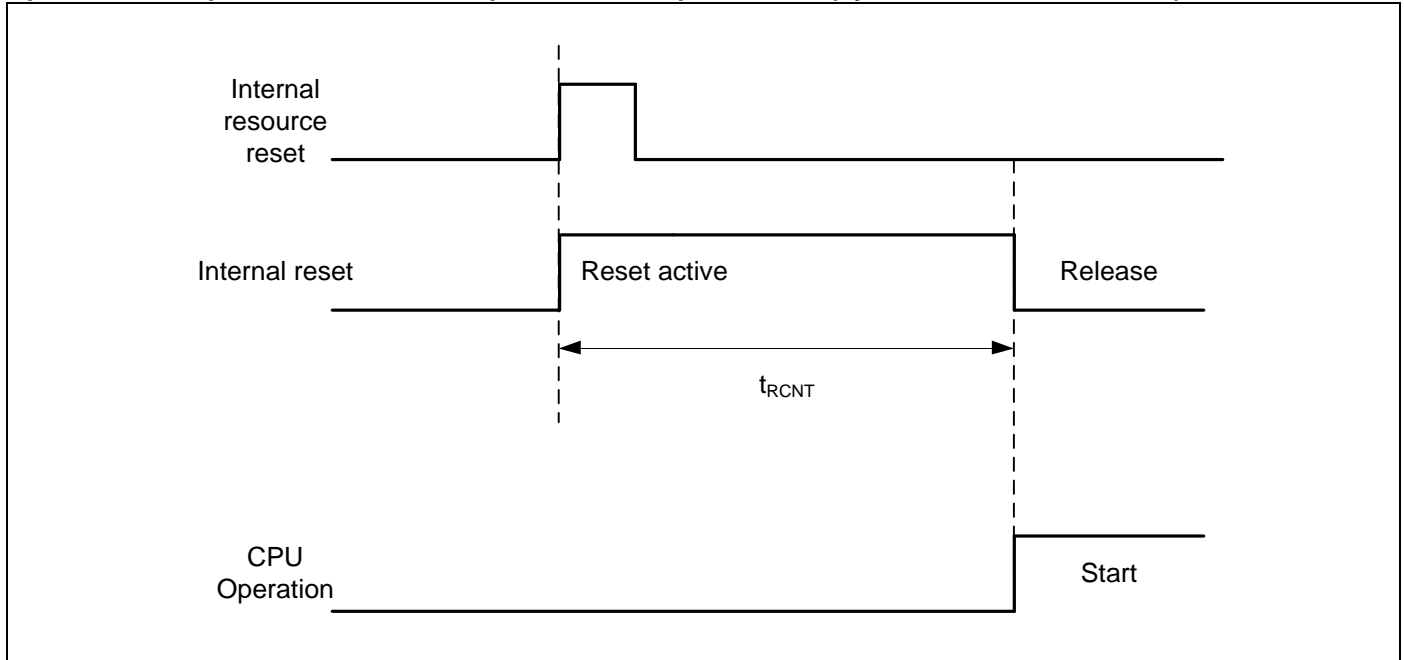 Internal
resource
reset
Internal reset
Reset active
Release
tRCNT
CPU
Operation
Start